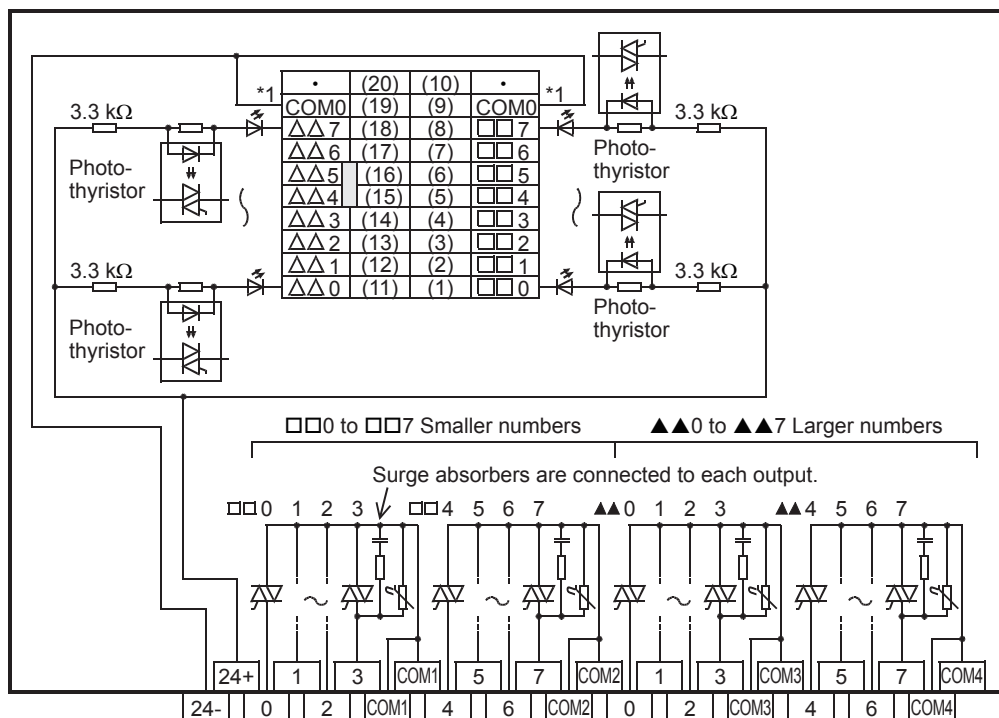 • (20) (10) •
*1 COM0 (19) (9) COM0 *1
3.3 kΩ △△7 (18) (8) □□7 3.3 kΩ
△△6 (17) (7) □□6
△△5 (16) (6) □□5
△△4 (15) (5) □□4
△△3 (14) (4) □□3
△△2 (13) (3) □□2
△△1 (12) (2) □□1
3.3 kΩ △△0 (11) (1) □□0 3.3 kΩ
Photo-
thyristor
Photo-
thyristor
Photo-
thyristor
Photo-
thyristor
□□0 to □□7 Smaller numbers ▲▲0 to ▲▲7 Larger numbers
Surge absorbers are connected to each output.
□□0 1 2 3 □□4 5 6 7 ▲▲0 1 2 3 ▲▲4 5 6 7
24+ 1 3 COM1 5 7 COM2 1 3 COM3 5 7 COM4
24- 0 2 COM1 4 6 COM2 0 2 COM3 4 6 COM4